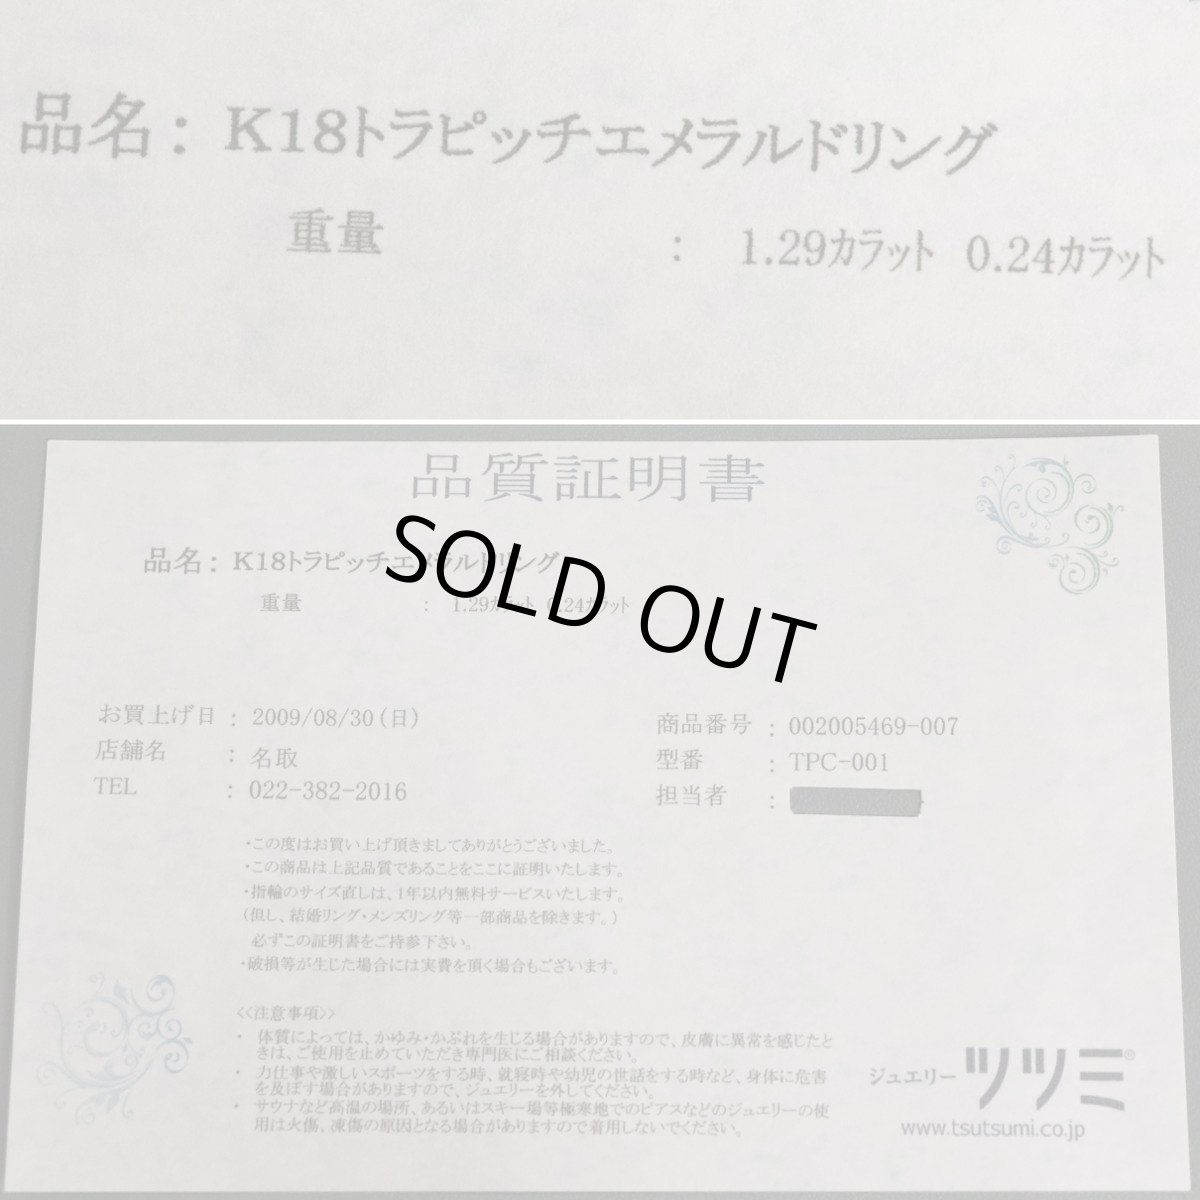 品名： K18トラピッチエメラルドリング
重量 ： 1.29カラット 0.24カラット
品質証明書
品名： K18トラピッチエメラルドリング
重量 ： 1.29カラット 0.24カラット
SOLD OUT
お買上げ日 ： 2009/08/30(日)
店舗名 ： 名取
TEL ： 022-382-2016
商品番号 ： 002005469-007
型番 ： TPC-001
担当者 ：
・この度はお買い上げ頂きましてありがとうございました。
・この商品は上記品質であることをここに証明いたします。
・指輪のサイズ直しは、1年以内無料サービスいたします。
（但し、結婚リング・メンズリング等一部商品を除きます。）
必ずこの証明書をご持参下さい。
・破損等が生じた場合には実費を頂く場合もございます。
<<注意事項>>
・ 体質によっては、かゆみ・かぶれを生じる場合がありますので、皮膚に異常を感じたと
きは、ご使用を止めていただき専門医にご相談ください。
・ 力仕事や激しいスポーツをする時、就寝時や幼児の世話をする時など、身体に危害
を及ぼす場合がありますので、ジュエリーを外してください。
・ サウナなど高温の場所、あるいはスキー場等極寒地でのピアスなどのジュエリーの使
用は火傷、凍傷の原因となる場合がありますので着用しないでください。
ジュエリー ツツミ®
www.tsutsumi.co.jp